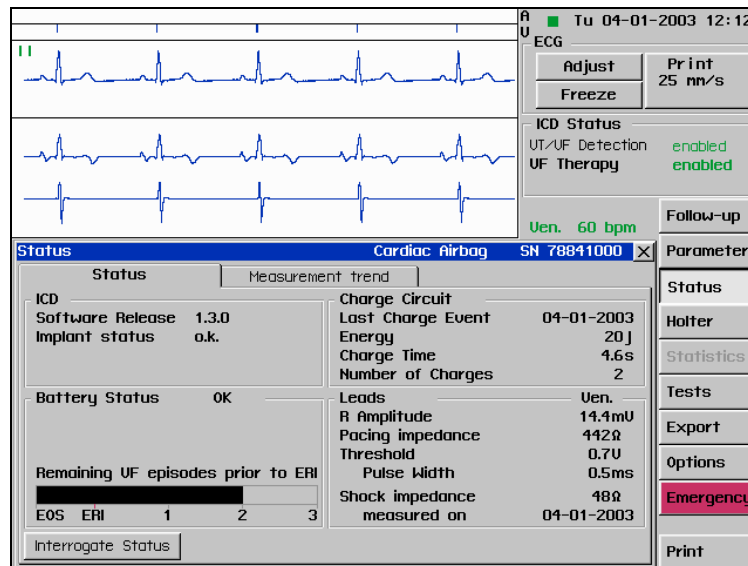 A
V
Tu 04-01-2003 12:12
ECG
Adjust
Freeze
Print
25 mm/s
ICD Status
VT/VF Detection enabled
VF Therapy enabled
Ven. 60 bpm
Follow-up
Parameter
Status
Holter
Statistics
Tests
Export
Options
Emergency
Print
Status Cardiac Airbag SN 78841000
Status Measurement trend
ICD
Software Release 1.3.0
Implant status o.k.
Charge Circuit
Last Charge Event 04-01-2003
Energy 20J
Charge Time 4.6s
Number of Charges 2
Battery Status OK
Remaining VF episodes prior to ERI
EOS ERI 1 2 3
Leads Ven.
R Amplitude 14.4mV
Pacing impedance 442Ω
Threshold 0.7V
Pulse Width 0.5ms
Shock impedance 48Ω
measured on 04-01-2003
Interrogate Status